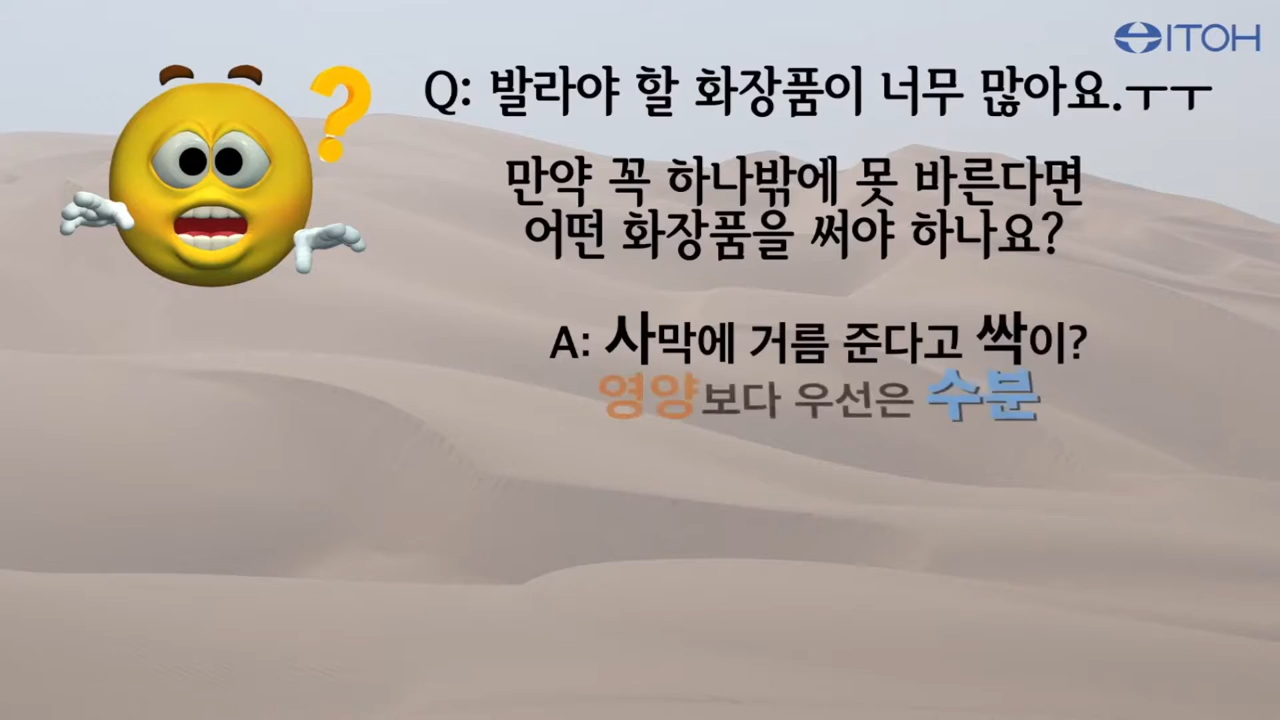 ITOH
?
Q: 발라야 할 화장품이 너무 많아요.ㅜㅜ
만약 꼭 하나밖에 못 바른다면
어떤 화장품을 써야 하나요?
A: 사막에 거름 준다고 싹이?
영양보다 우선은 수분